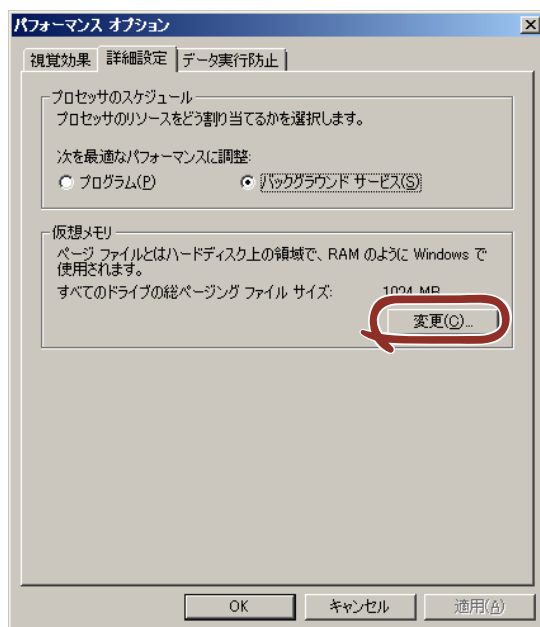 パフォーマンス オプション
視覚効果 詳細設定 データ実行防止
プロセッサのスケジュール
プロセッサのリソースをどう割り当てるかを選択します。
次を最適なパフォーマンスに調整:
プログラム(P) バックグラウンド サービス(S)
仮想メモリ
ページ ファイルとはハードディスク上の領域で、RAM のように Windows で
使用されます。
すべてのドライブの総ページング ファイル サイズ: 1024 MB
変更(C)...
OK キャンセル 適用(A)